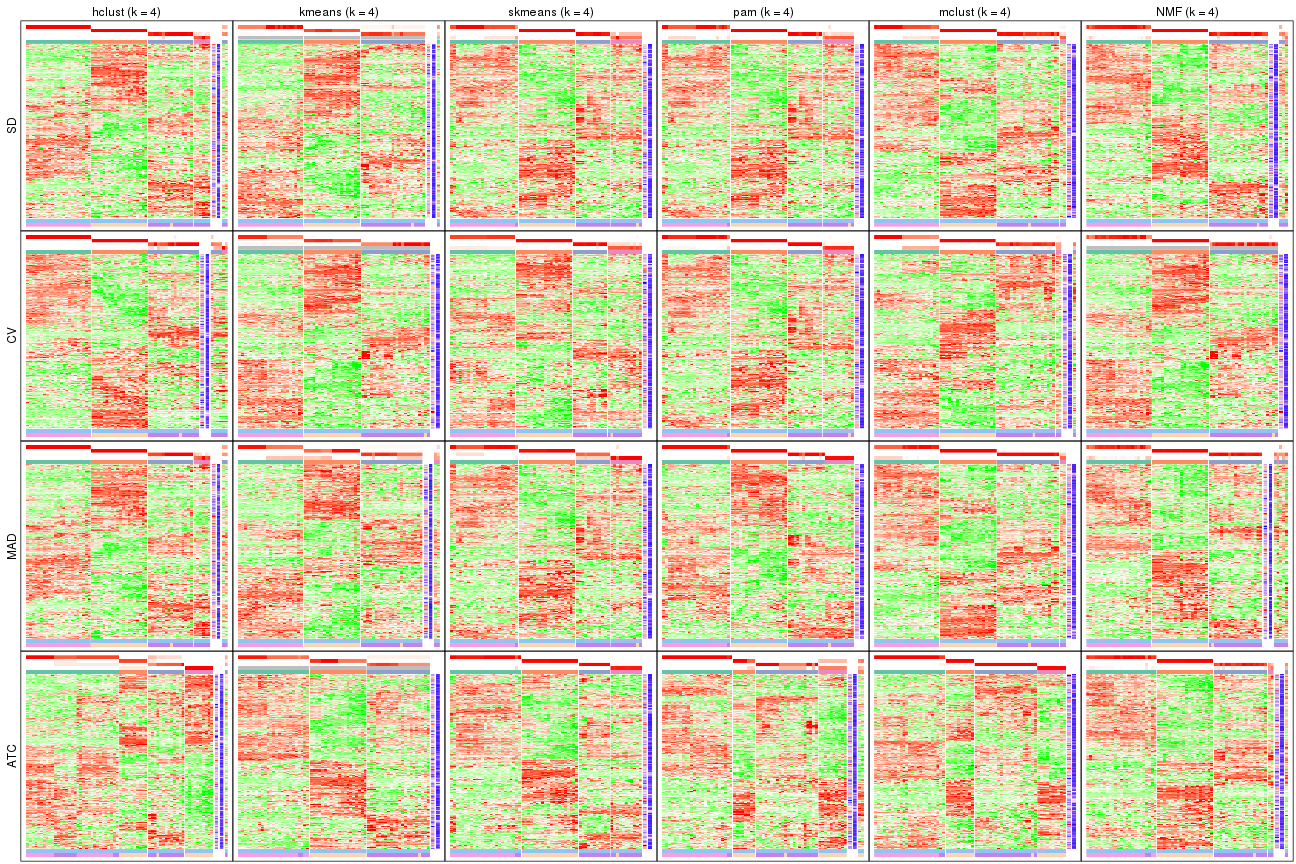 hclust (k = 4)
kmeans (k = 4)
skmeans (k = 4)
pam (k = 4)
mclust (k = 4)
NMF (k = 4)
SD
CV
MAD
ATC